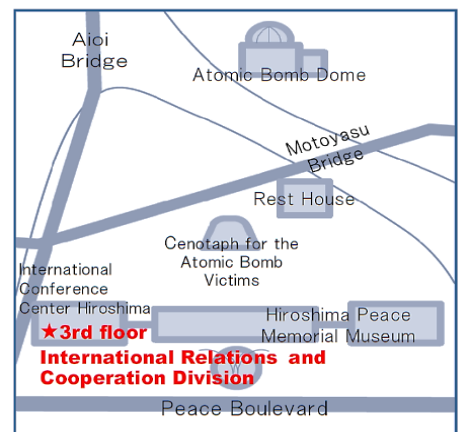 Aioi
Bridge
Atomic Bomb Dome
Motoyasu
Bridge
Rest House
Cenotaph for the
Atomic Bomb
Victims
International
Conference
Center Hiroshima
Hiroshima Peace
Memorial Museum
★3rd floor
International Relations and
Cooperation Division
Peace Boulevard